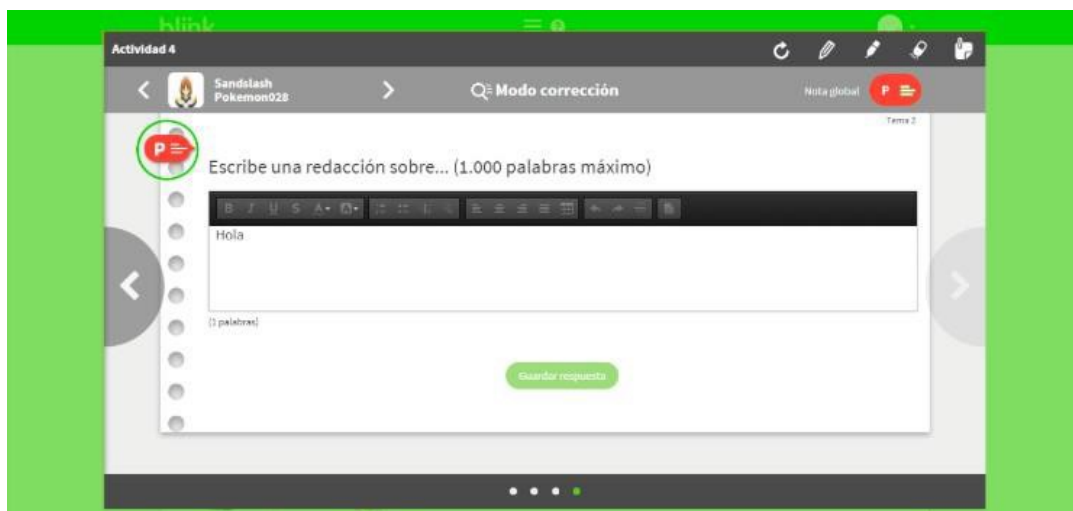 blink
Actividad 4
Sandslash
Pokemon028
Modo corrección
Nota global
P
Tema 2
P
Escribe una redacción sobre... (1.000 palabras máximo)
B I U S A A
Hola
(1 palabras)
Guardar respuesta